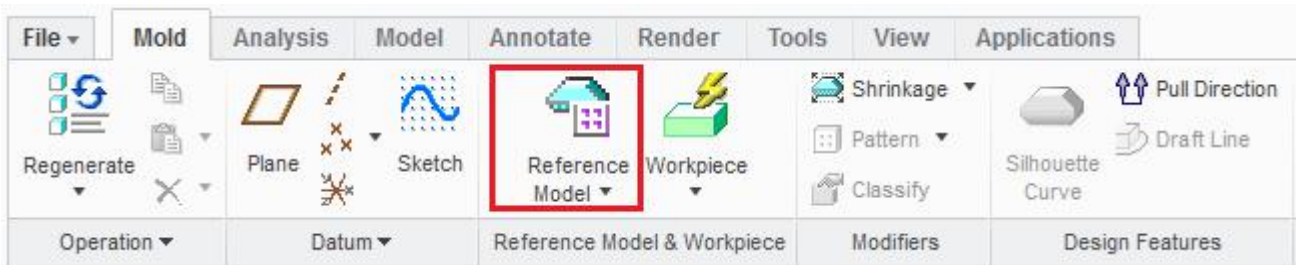 File Mold Analysis Model Annotate Render Tools View Applications
Regenerate
Plane
Sketch
Reference
Model
Workpiece
Shrinkage
Pattern
Classify
Silhouette
Curve
Pull Direction
Draft Line
Operation Datum Reference Model & Workpiece Modifiers Design Features